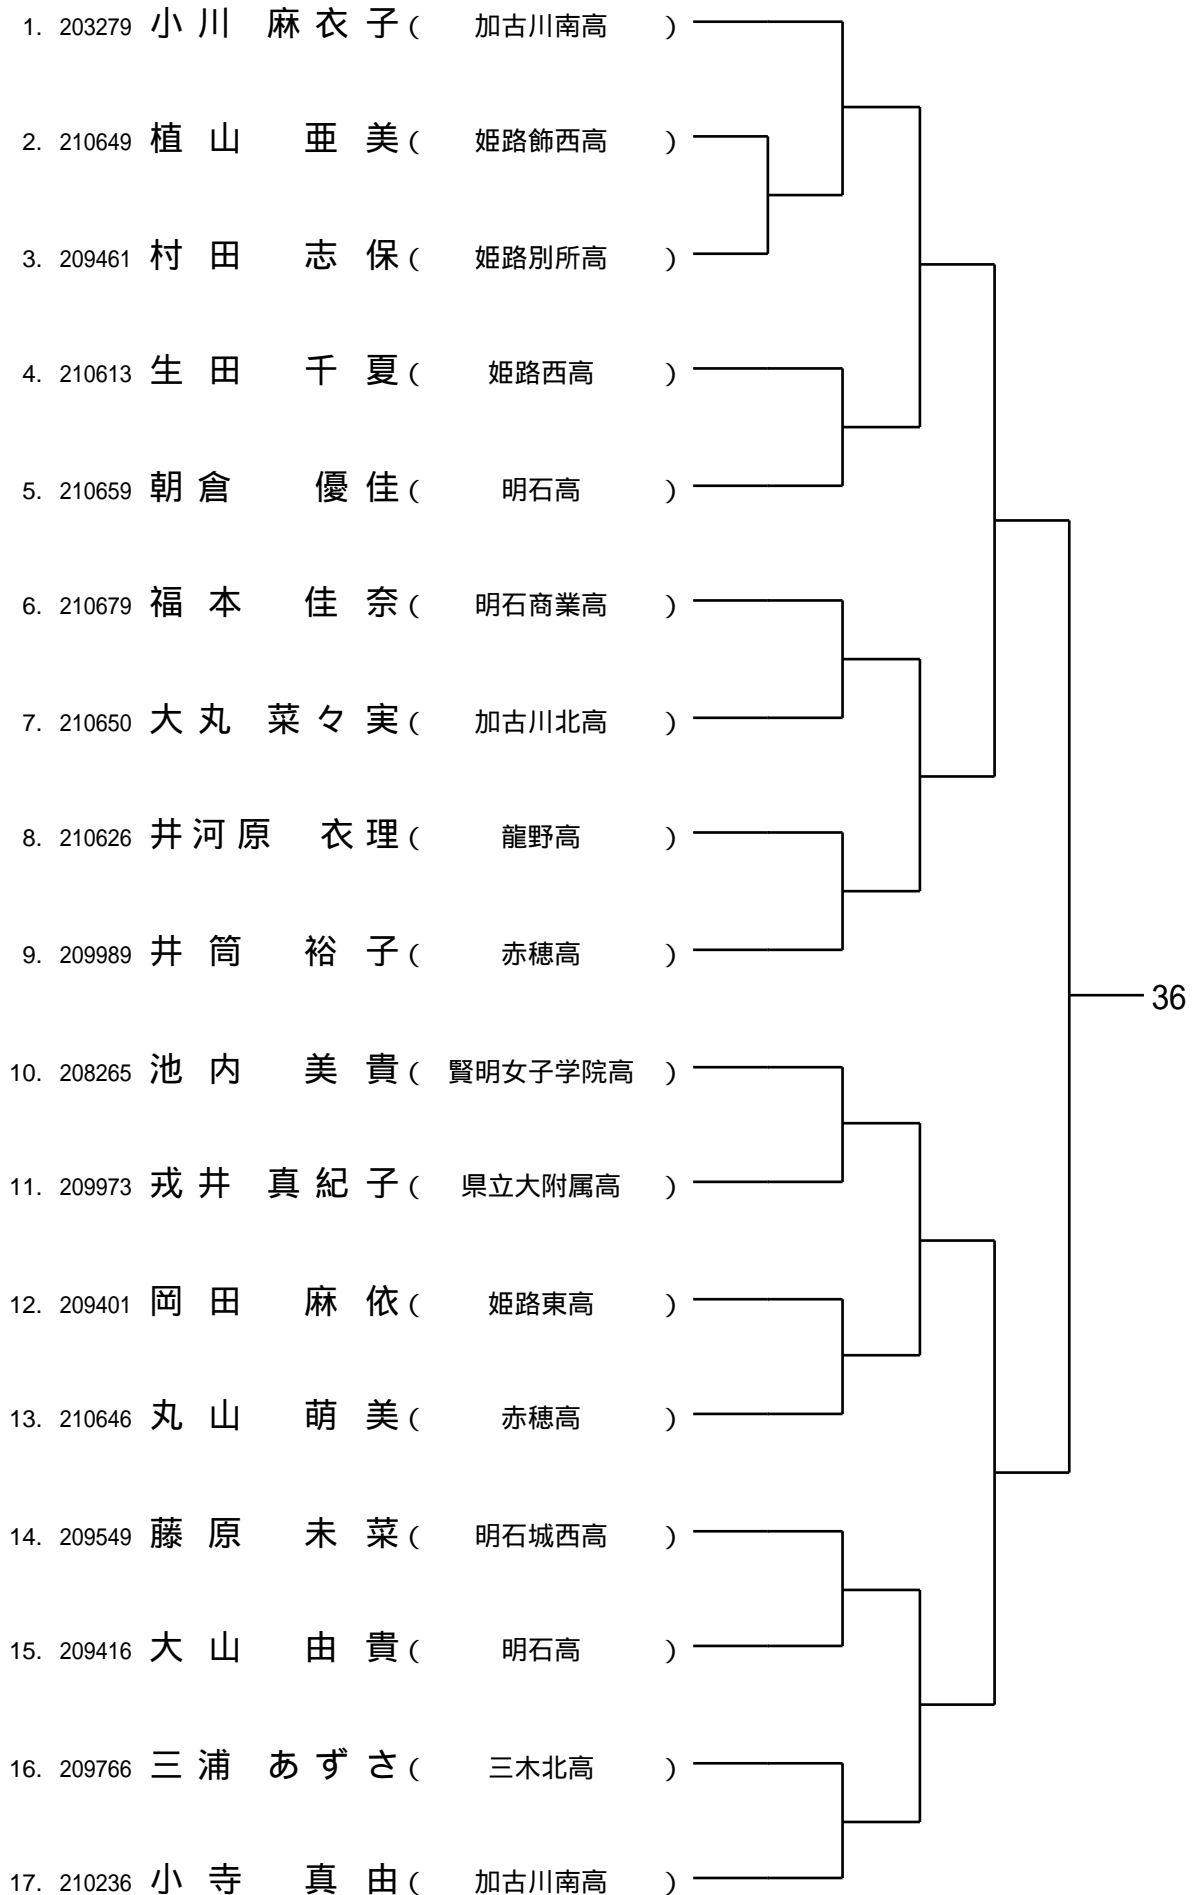 1. 203279 小川 麻衣子 ( 加古川南高 )
2. 210649 植山 亜美 ( 姫路飾西高 )
3. 209461 村田 志保 ( 姫路別所高 )
4. 210613 生田 千夏 ( 姫路西高 )
5. 210659 朝倉 優佳 ( 明石高 )
6. 210679 福本 佳奈 ( 明石商業高 )
7. 210650 大丸 菜々実 ( 加古川北高 )
8. 210626 井河原 衣理 ( 龍野高 )
9. 209989 井筒 裕子 ( 赤穂高 )
36
10. 208265 池内 美貴 ( 賢明女子学院高 )
11. 209973 戎井 真紀子 ( 県立大附属高 )
12. 209401 岡田 麻依 ( 姫路東高 )
13. 210646 丸山 萌美 ( 赤穂高 )
14. 209549 藤原 未菜 ( 明石城西高 )
15. 209416 大山 由貴 ( 明石高 )
16. 209766 三浦 あずさ ( 三木北高 )
17. 210236 小寺 真由 ( 加古川南高 )